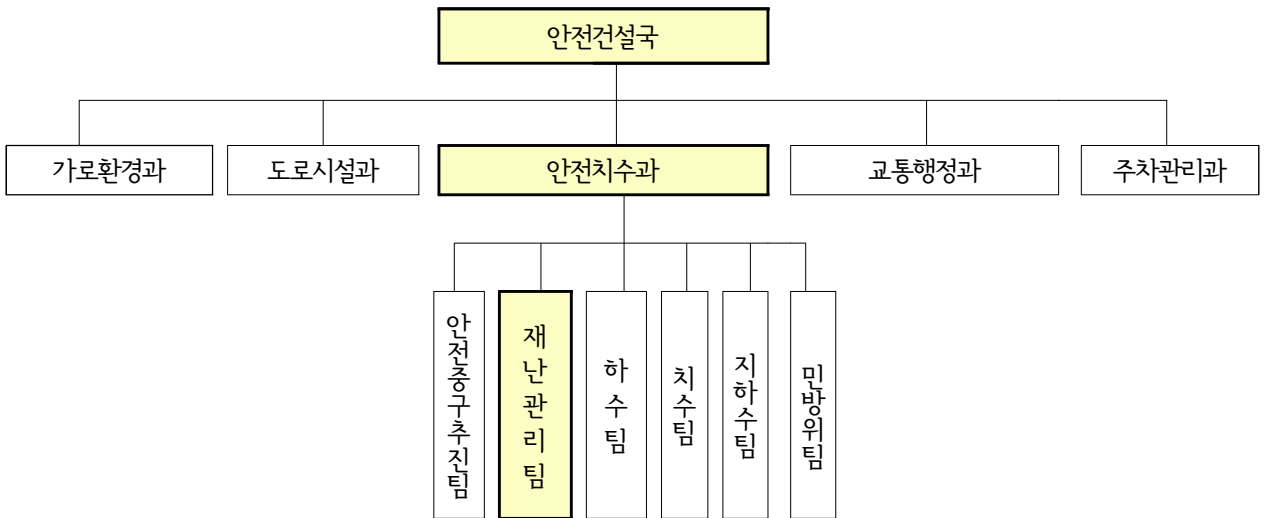 안전건설국
가로환경과
도로시설과
안전치수과
교통행정과
주차관리과
안전중구추진팀
재난관리팀
하수팀
치수팀
지하수팀
민방위팀